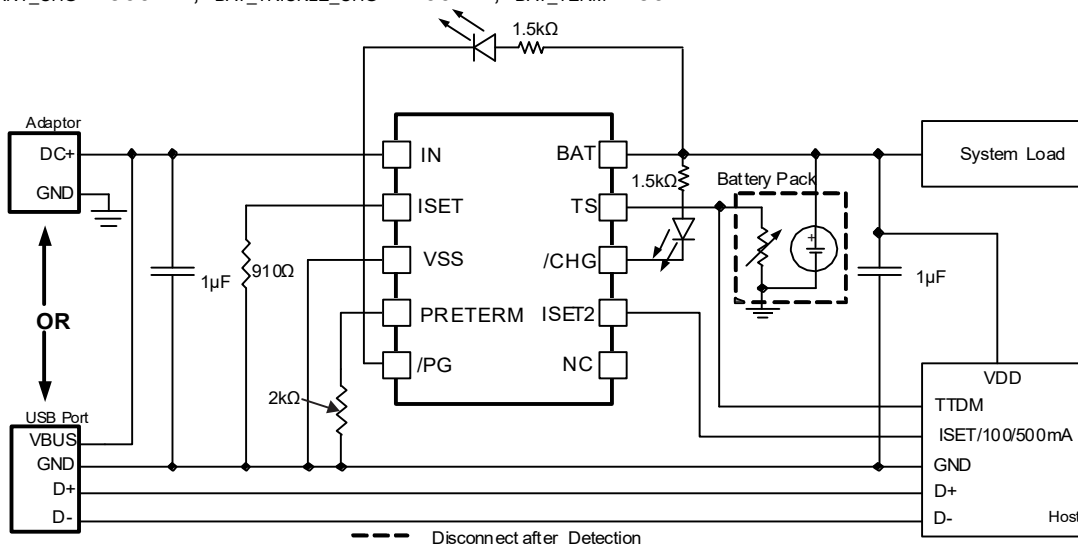 1.5kΩ
Adaptor
DC+
GND
OR
USB Port
VBUS
GND
D+
D-
1µF
910Ω
2kΩ
IN
ISET
VSS
PRETERM
/PG
BAT
TS
/CHG
ISET2
NC
1.5kΩ
Battery Pack
+
System Load
1µF
VDD
TTDM
ISET/100/500mA
GND
D+
D-
Host
Disconnect after Detection